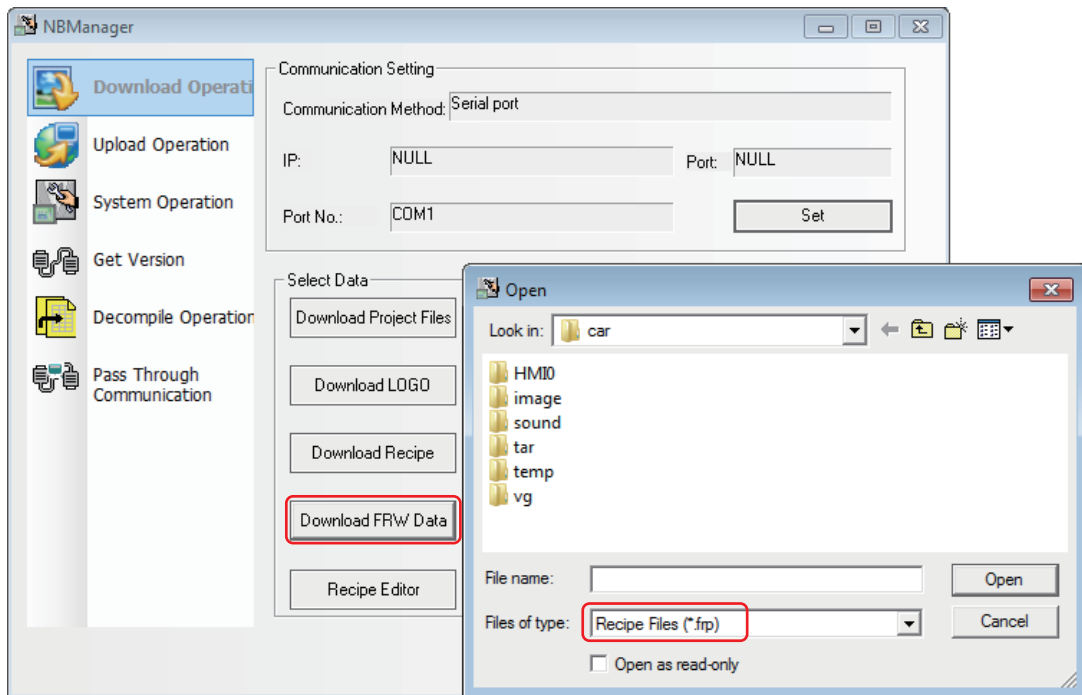 NBManager
Download Operati
Upload Operation
System Operation
Get Version
Decompile Operation
Pass Through
Communication
Communication Setting
Communication Method: Serial port
IP: NULL Port: NULL
Port No.: COM1 Set
Select Data
Download Project Files
Download LOGO
Download Recipe
Download FRW Data
Recipe Editor
Open
Look in: car
HMI0
image
sound
tar
temp
vg
File name: Open
Files of type: Recipe Files (*.frp) Cancel
Open as read-only